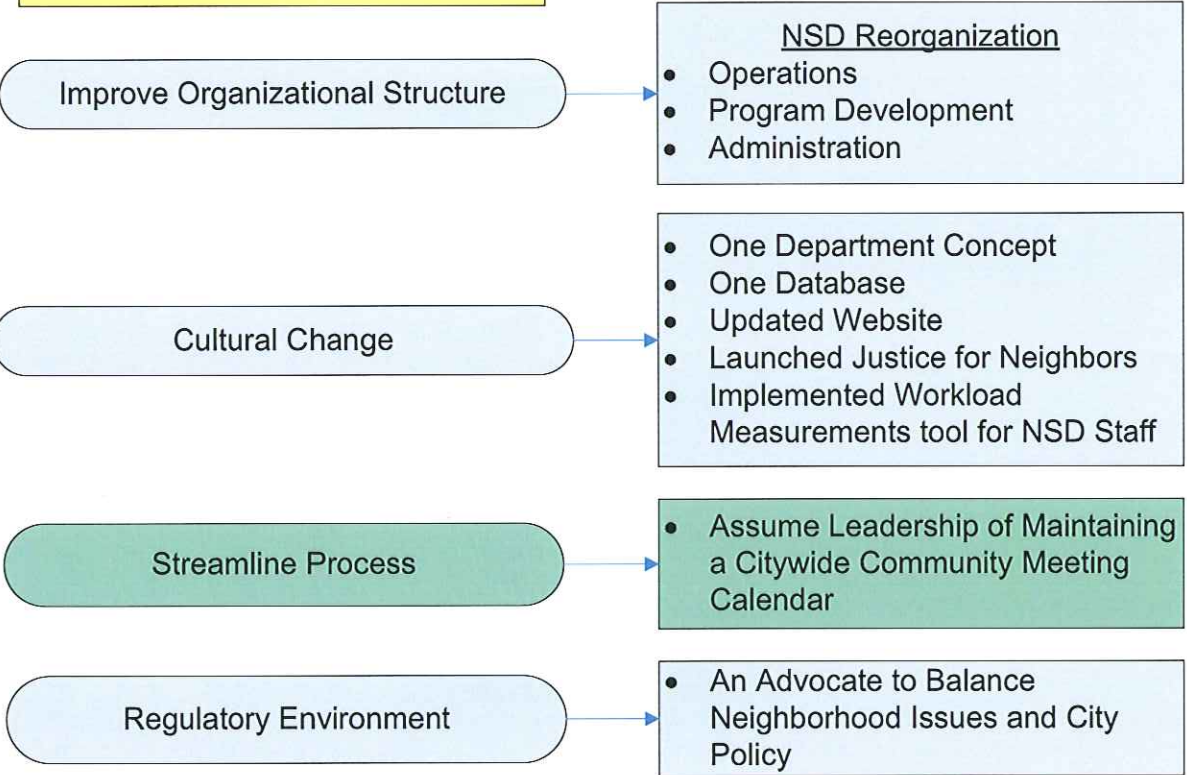 Improve Organizational Structure
NSD Reorganization
• Operations
• Program Development
• Administration
Cultural Change
• One Department Concept
• One Database
• Updated Website
• Launched Justice for Neighbors
• Implemented Workload
Measurements tool for NSD Staff
Streamline Process
• Assume Leadership of Maintaining
a Citywide Community Meeting
Calendar
Regulatory Environment
• An Advocate to Balance
Neighborhood Issues and City
Policy